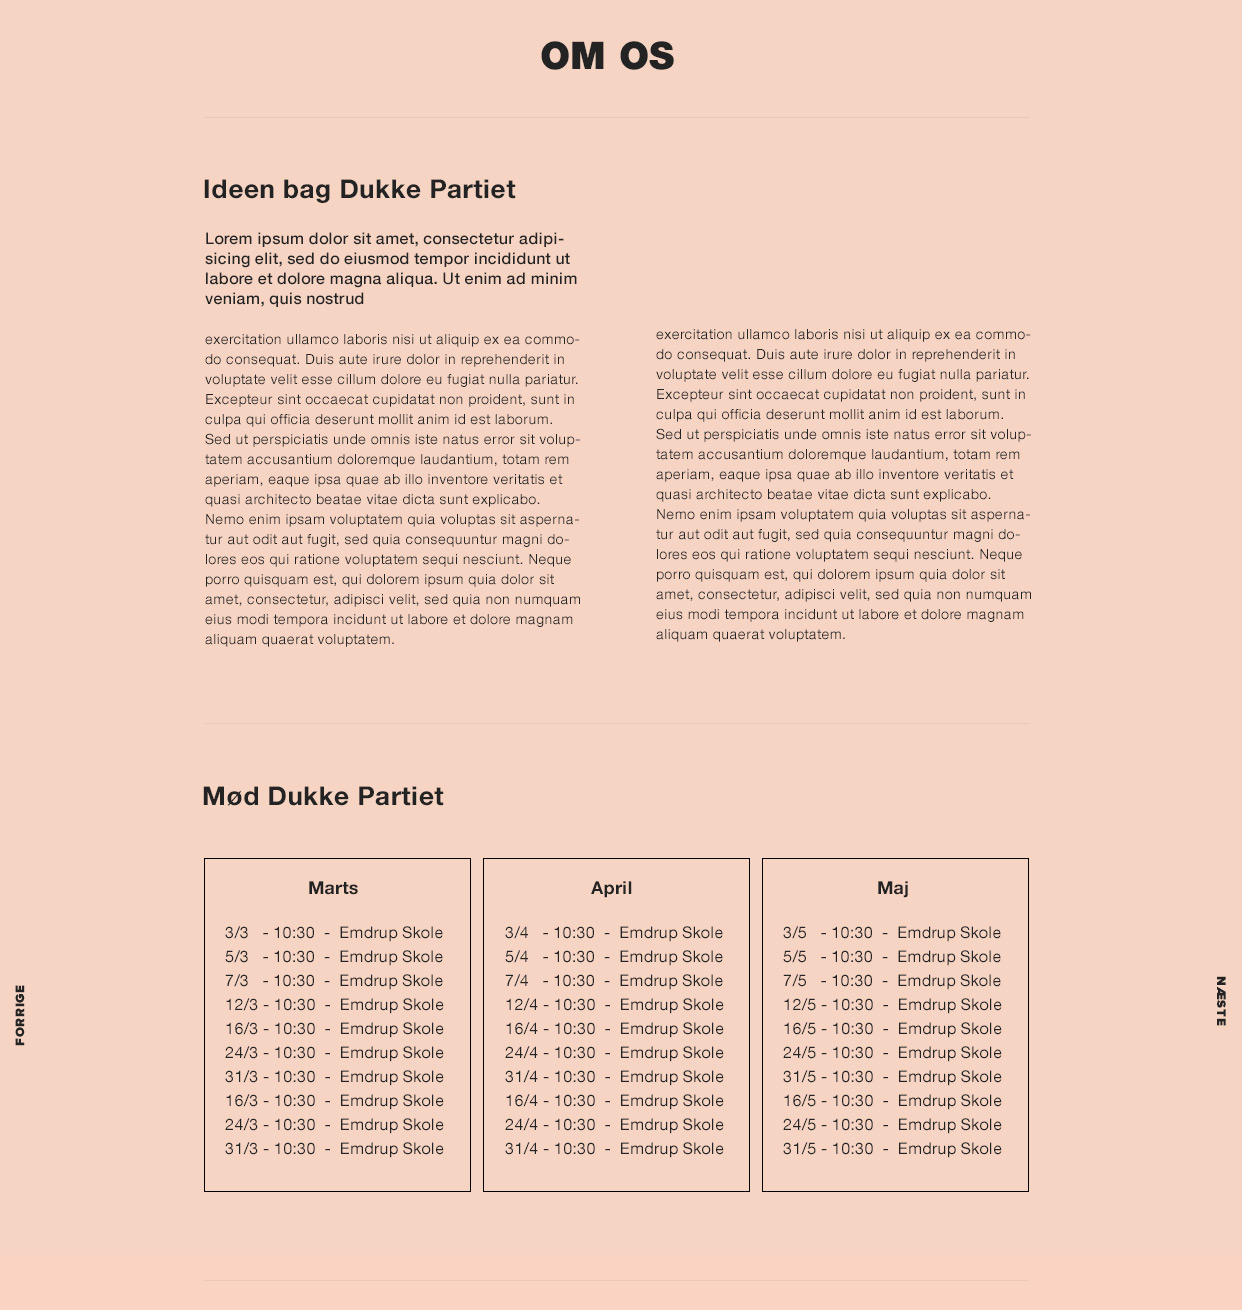 OM OS
Ideen bag Dukke Partiet
Lorem ipsum dolor sit amet, consectetur adipi-
sicing elit, sed do eiusmod tempor incididunt ut
labore et dolore magna aliqua. Ut enim ad minim
veniam, quis nostrud
exercitation ullamco laboris nisi ut aliquip ex ea commo-
do consequat. Duis aute irure dolor in reprehenderit in
voluptate velit esse cillum dolore eu fugiat nulla pariatur.
Excepteur sint occaecat cupidatat non proident, sunt in
culpa qui officia deserunt mollit anim id est laborum.
Sed ut perspiciatis unde omnis iste natus error sit volup-
tatem accusantium doloremque laudantium, totam rem
aperiam, eaque ipsa quae ab illo inventore veritatis et
quasi architecto beatae vitae dicta sunt explicabo.
Nemo enim ipsam voluptatem quia voluptas sit asperna-
tur aut odit aut fugit, sed quia consequuntur magni do-
lores eos qui ratione voluptatem sequi nesciunt. Neque
porro quisquam est, qui dolorem ipsum quia dolor sit
amet, consectetur, adipisci velit, sed quia non numquam
eius modi tempora incidunt ut labore et dolore magnam
aliquam quaerat voluptatem.
exercitation ullamco laboris nisi ut aliquip ex ea commo-
do consequat. Duis aute irure dolor in reprehenderit in
voluptate velit esse cillum dolore eu fugiat nulla pariatur.
Excepteur sint occaecat cupidatat non proident, sunt in
culpa qui officia deserunt mollit anim id est laborum.
Sed ut perspiciatis unde omnis iste natus error sit volup-
tatem accusantium doloremque laudantium, totam rem
aperiam, eaque ipsa quae ab illo inventore veritatis et
quasi architecto beatae vitae dicta sunt explicabo.
Nemo enim ipsam voluptatem quia voluptas sit asperna-
tur aut odit aut fugit, sed quia consequuntur magni do-
lores eos qui ratione voluptatem sequi nesciunt. Neque
porro quisquam est, qui dolorem ipsum quia dolor sit
amet, consectetur, adipisci velit, sed quia non numquam
eius modi tempora incidunt ut labore et dolore magnam
aliquam quaerat voluptatem.
Mød Dukke Partiet
Marts
3/3 - 10:30 - Emdrup Skole
5/3 - 10:30 - Emdrup Skole
7/3 - 10:30 - Emdrup Skole
12/3 - 10:30 - Emdrup Skole
16/3 - 10:30 - Emdrup Skole
24/3 - 10:30 - Emdrup Skole
31/3 - 10:30 - Emdrup Skole
16/3 - 10:30 - Emdrup Skole
24/3 - 10:30 - Emdrup Skole
31/3 - 10:30 - Emdrup Skole
April
3/4 - 10:30 - Emdrup Skole
5/4 - 10:30 - Emdrup Skole
7/4 - 10:30 - Emdrup Skole
12/4 - 10:30 - Emdrup Skole
16/4 - 10:30 - Emdrup Skole
24/4 - 10:30 - Emdrup Skole
31/4 - 10:30 - Emdrup Skole
16/4 - 10:30 - Emdrup Skole
24/4 - 10:30 - Emdrup Skole
31/4 - 10:30 - Emdrup Skole
Maj
3/5 - 10:30 - Emdrup Skole
5/5 - 10:30 - Emdrup Skole
7/5 - 10:30 - Emdrup Skole
12/5 - 10:30 - Emdrup Skole
16/5 - 10:30 - Emdrup Skole
24/5 - 10:30 - Emdrup Skole
31/5 - 10:30 - Emdrup Skole
16/5 - 10:30 - Emdrup Skole
24/5 - 10:30 - Emdrup Skole
31/5 - 10:30 - Emdrup Skole
FORRIGE
NÆSTE